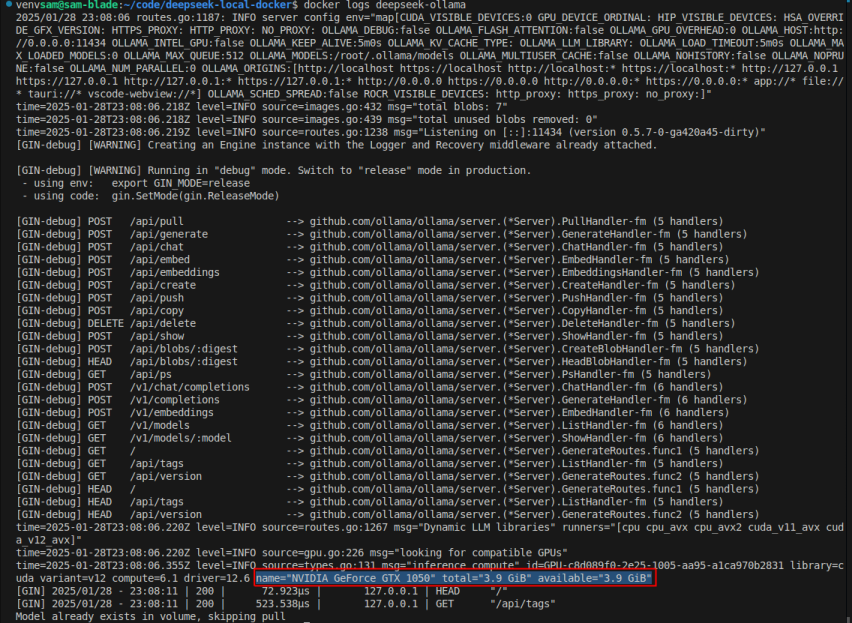 venvsam@sam-blade:~/code/deepseek-local-docker$ docker logs deepseek-ollama
2025/01/28 23:08:06 routes.go:1187: INFO server config env="map[CUDA_VISIBLE_DEVICES:0 GPU_DEVICE_ORDINAL: HIP_VISIBLE_DEVICES: HSA_OVERRI
DE_GFX_VERSION: HTTPS_PROXY: HTTP_PROXY: NO_PROXY: OLLAMA_DEBUG:false OLLAMA_FLASH_ATTENTION:false OLLAMA_GPU_OVERHEAD:0 OLLAMA_HOST:http:
//0.0.0.0:11434 OLLAMA_INTEL_GPU:false OLLAMA_KEEP_ALIVE:5m0s OLLAMA_KV_CACHE_TYPE: OLLAMA_LLM_LIBRARY: OLLAMA_LOAD_TIMEOUT:5m0s OLLAMA_MA
X_LOADED_MODELS:0 OLLAMA_MAX_QUEUE:512 OLLAMA_MODELS:/root/.ollama/models OLLAMA_MULTIUSER_CACHE:false OLLAMA_NOHISTORY:false OLLAMA_NOPRU
NE:false OLLAMA_NUM_PARALLEL:0 OLLAMA_ORIGINS:[http://localhost https://localhost http://localhost:* https://localhost:* http://127.0.0.1
https://127.0.0.1 http://127.0.0.1:* https://127.0.0.1:* http://0.0.0.0 https://0.0.0.0 http://0.0.0.0:* https://0.0.0.0:* app://* file://
* tauri://* vscode-webview://*] OLLAMA_SCHED_SPREAD:false ROCR_VISIBLE_DEVICES: http_proxy: https_proxy: no_proxy:]"
time=2025-01-28T23:08:06.218Z level=INFO source=images.go:432 msg="total blobs: 7"
time=2025-01-28T23:08:06.218Z level=INFO source=images.go:439 msg="total unused blobs removed: 0"
time=2025-01-28T23:08:06.219Z level=INFO source=routes.go:1238 msg="Listening on [::]:11434 (version 0.5.7-0-ga420a45-dirty)"
[GIN-debug] [WARNING] Creating an Engine instance with the Logger and Recovery middleware already attached.
[GIN-debug] [WARNING] Running in "debug" mode. Switch to "release" mode in production.
- using env: export GIN_MODE=release
- using code: gin.SetMode(gin.ReleaseMode)
[GIN-debug] POST /api/pull --> github.com/ollama/ollama/server.(*Server).PullHandler-fm (5 handlers)
[GIN-debug] POST /api/generate --> github.com/ollama/ollama/server.(*Server).GenerateHandler-fm (5 handlers)
[GIN-debug] POST /api/chat --> github.com/ollama/ollama/server.(*Server).ChatHandler-fm (5 handlers)
[GIN-debug] POST /api/embed --> github.com/ollama/ollama/server.(*Server).EmbedHandler-fm (5 handlers)
[GIN-debug] POST /api/embeddings --> github.com/ollama/ollama/server.(*Server).EmbeddingsHandler-fm (5 handlers)
[GIN-debug] POST /api/create --> github.com/ollama/ollama/server.(*Server).CreateHandler-fm (5 handlers)
[GIN-debug] POST /api/push --> github.com/ollama/ollama/server.(*Server).PushHandler-fm (5 handlers)
[GIN-debug] POST /api/copy --> github.com/ollama/ollama/server.(*Server).CopyHandler-fm (5 handlers)
[GIN-debug] DELETE /api/delete --> github.com/ollama/ollama/server.(*Server).DeleteHandler-fm (5 handlers)
[GIN-debug] POST /api/show --> github.com/ollama/ollama/server.(*Server).ShowHandler-fm (5 handlers)
[GIN-debug] POST /api/blobs/:digest --> github.com/ollama/ollama/server.(*Server).CreateBlobHandler-fm (5 handlers)
[GIN-debug] HEAD /api/blobs/:digest --> github.com/ollama/ollama/server.(*Server).HeadBlobHandler-fm (5 handlers)
[GIN-debug] GET /api/ps --> github.com/ollama/ollama/server.(*Server).PsHandler-fm (5 handlers)
[GIN-debug] POST /v1/chat/completions --> github.com/ollama/ollama/server.(*Server).ChatHandler-fm (6 handlers)
[GIN-debug] POST /v1/completions --> github.com/ollama/ollama/server.(*Server).GenerateHandler-fm (6 handlers)
[GIN-debug] POST /v1/embeddings --> github.com/ollama/ollama/server.(*Server).EmbedHandler-fm (6 handlers)
[GIN-debug] GET /v1/models --> github.com/ollama/ollama/server.(*Server).ListHandler-fm (6 handlers)
[GIN-debug] GET /v1/models/:model --> github.com/ollama/ollama/server.(*Server).ShowHandler-fm (6 handlers)
[GIN-debug] GET / --> github.com/ollama/ollama/server.(*Server).GenerateRoutes.func1 (5 handlers)
[GIN-debug] GET /api/tags --> github.com/ollama/ollama/server.(*Server).ListHandler-fm (5 handlers)
[GIN-debug] GET /api/version --> github.com/ollama/ollama/server.(*Server).GenerateRoutes.func2 (5 handlers)
[GIN-debug] HEAD / --> github.com/ollama/ollama/server.(*Server).GenerateRoutes.func1 (5 handlers)
[GIN-debug] HEAD /api/tags --> github.com/ollama/ollama/server.(*Server).ListHandler-fm (5 handlers)
[GIN-debug] HEAD /api/version --> github.com/ollama/ollama/server.(*Server).GenerateRoutes.func2 (5 handlers)
time=2025-01-28T23:08:06.220Z level=INFO source=routes.go:1267 msg="Dynamic LLM libraries" runners="[cpu cpu_avx cpu_avx2 cuda_v11_avx cud
a_v12_avx]"
time=2025-01-28T23:08:06.220Z level=INFO source=gpu.go:226 msg="looking for compatible GPUs"
time=2025-01-28T23:08:06.355Z level=INFO source=types.go:131 msg="inference compute" id=GPU-c8d089f0-2e25-1005-aa95-a1ca970b2831 library=c
uda variant=v12 compute=6.1 driver=12.6 name="NVIDIA GeForce GTX 1050" total="3.9 GiB" available="3.9 GiB"
[GIN] 2025/01/28 - 23:08:11 | 200 | 72.923µs | 127.0.0.1 | HEAD "/"
[GIN] 2025/01/28 - 23:08:11 | 200 | 523.538µs | 127.0.0.1 | GET "/api/tags"
Model already exists in volume, skipping pull